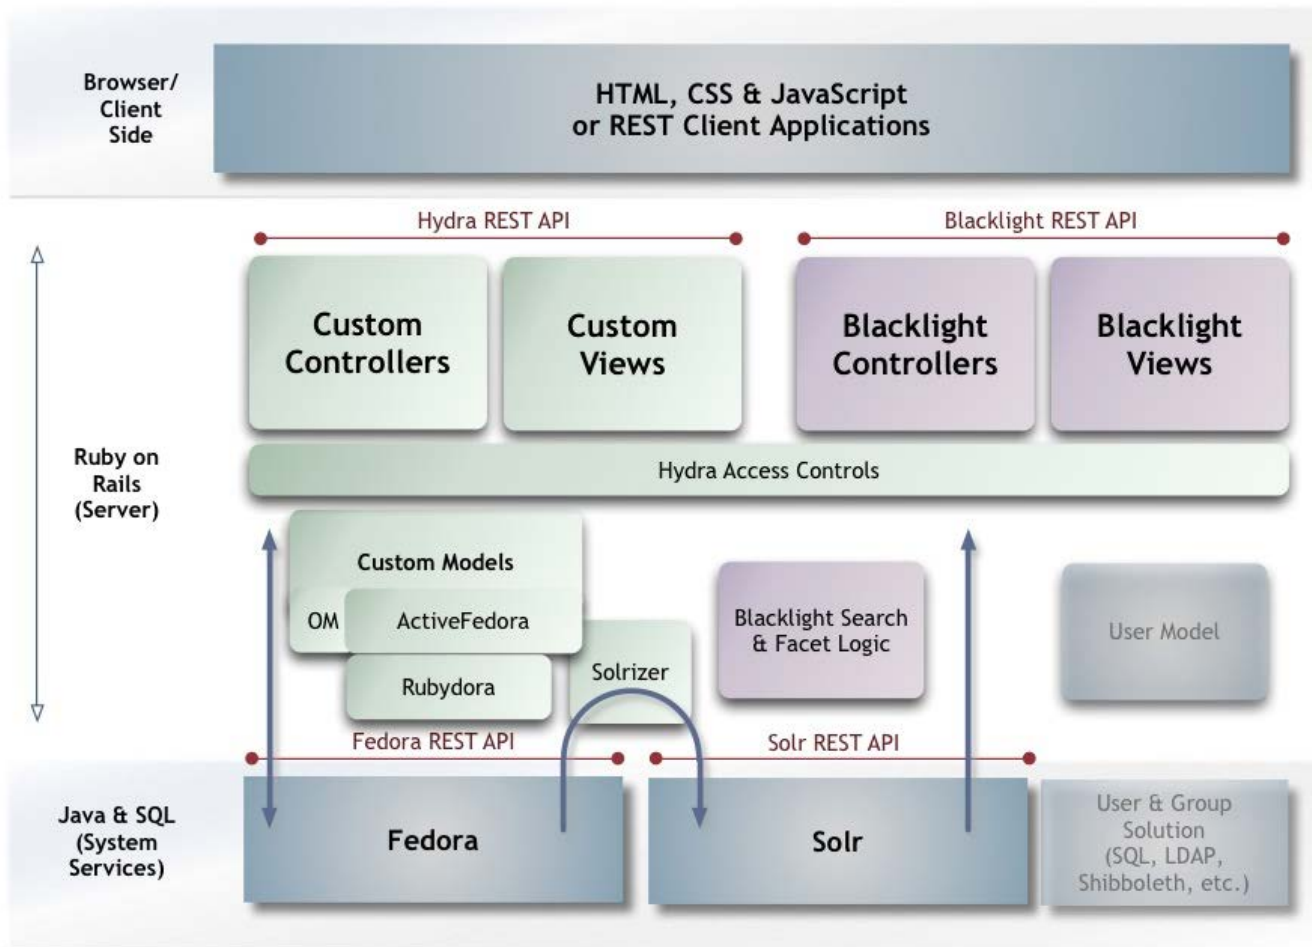 Browser/
Client
Side
HTML, CSS & JavaScript
or REST Client Applications
Hydra REST API
Blacklight REST API
Custom
Controllers
Custom
Views
Blacklight
Controllers
Blacklight
Views
Ruby on
Rails
(Server)
Hydra Access Controls
Custom Models
OM
ActiveFedora
Rubydora
Solrizer
Blacklight Search
& Facet Logic
User Model
Fedora REST API
Solr REST API
Java & SQL
(System
Services)
Fedora
Solr
User & Group
Solution
(SQL, LDAP,
Shibboleth, etc.)